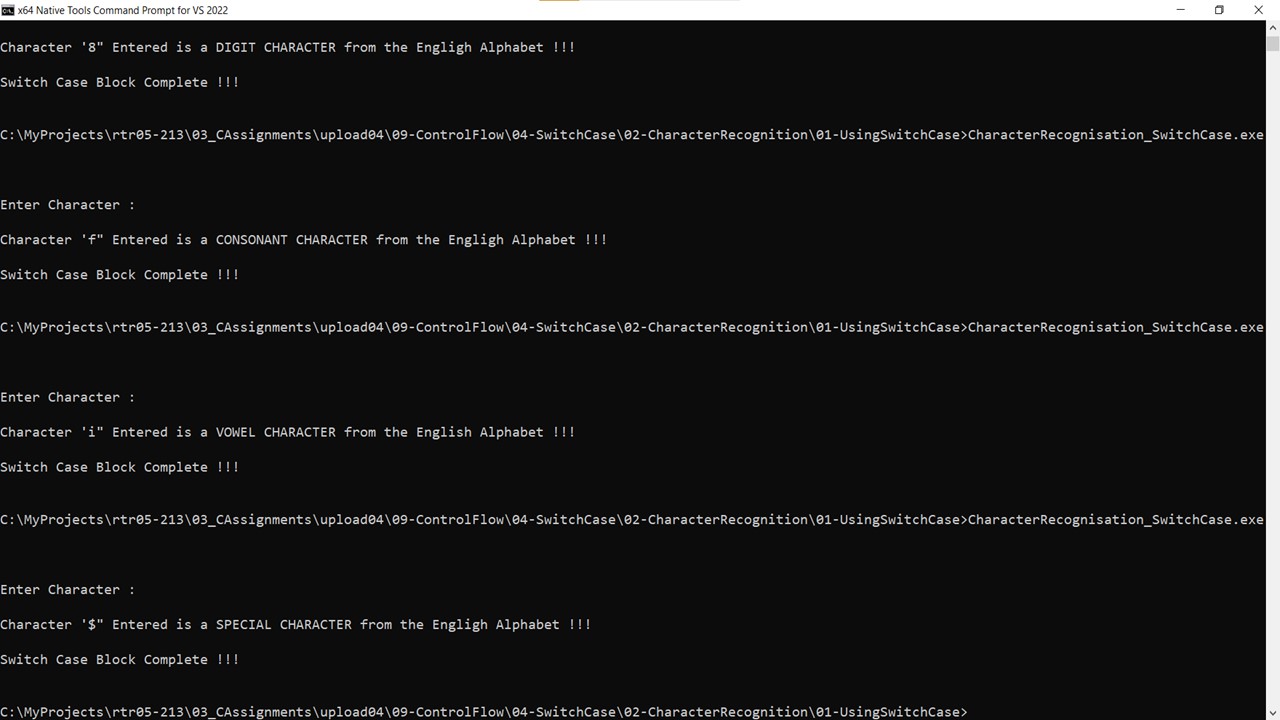 x64 Native Tools Command Prompt for VS 2022
Character '8" Entered is a DIGIT CHARACTER from the Engligh Alphabet !!!
Switch Case Block Complete !!!
C:\MyProjects\rtr05-213\03_CAssignments\upload04\09-ControlFlow\04-SwitchCase\02-CharacterRecognition\01-UsingSwitchCase>CharacterRecognisation_SwitchCase.exe
Enter Character :
Character 'f" Entered is a CONSONANT CHARACTER from the Engligh Alphabet !!!
Switch Case Block Complete !!!
C:\MyProjects\rtr05-213\03_CAssignments\upload04\09-ControlFlow\04-SwitchCase\02-CharacterRecognition\01-UsingSwitchCase>CharacterRecognisation_SwitchCase.exe
Enter Character :
Character 'i" Entered is a VOWEL CHARACTER from the English Alphabet !!!
Switch Case Block Complete !!!
C:\MyProjects\rtr05-213\03_CAssignments\upload04\09-ControlFlow\04-SwitchCase\02-CharacterRecognition\01-UsingSwitchCase>CharacterRecognisation_SwitchCase.exe
Enter Character :
Character '$" Entered is a SPECIAL CHARACTER from the Engligh Alphabet !!!
Switch Case Block Complete !!!
C:\MyProjects\rtr05-213\03_CAssignments\upload04\09-ControlFlow\04-SwitchCase\02-CharacterRecognition\01-UsingSwitchCase>